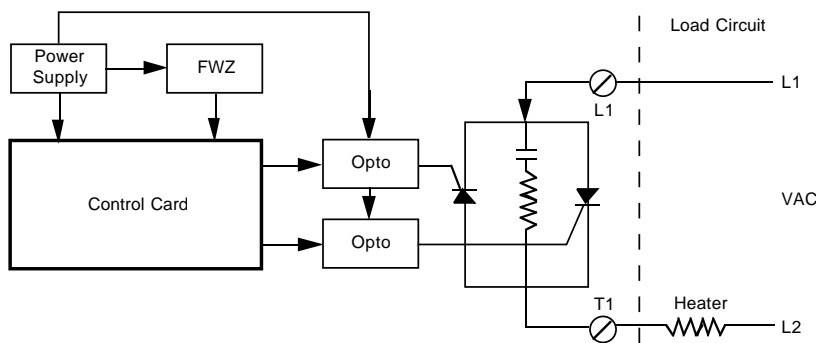 Load Circuit
Power
Supply
FWZ
L1
L1
Opto
Control Card
VAC
Opto
T1
Heater
L2